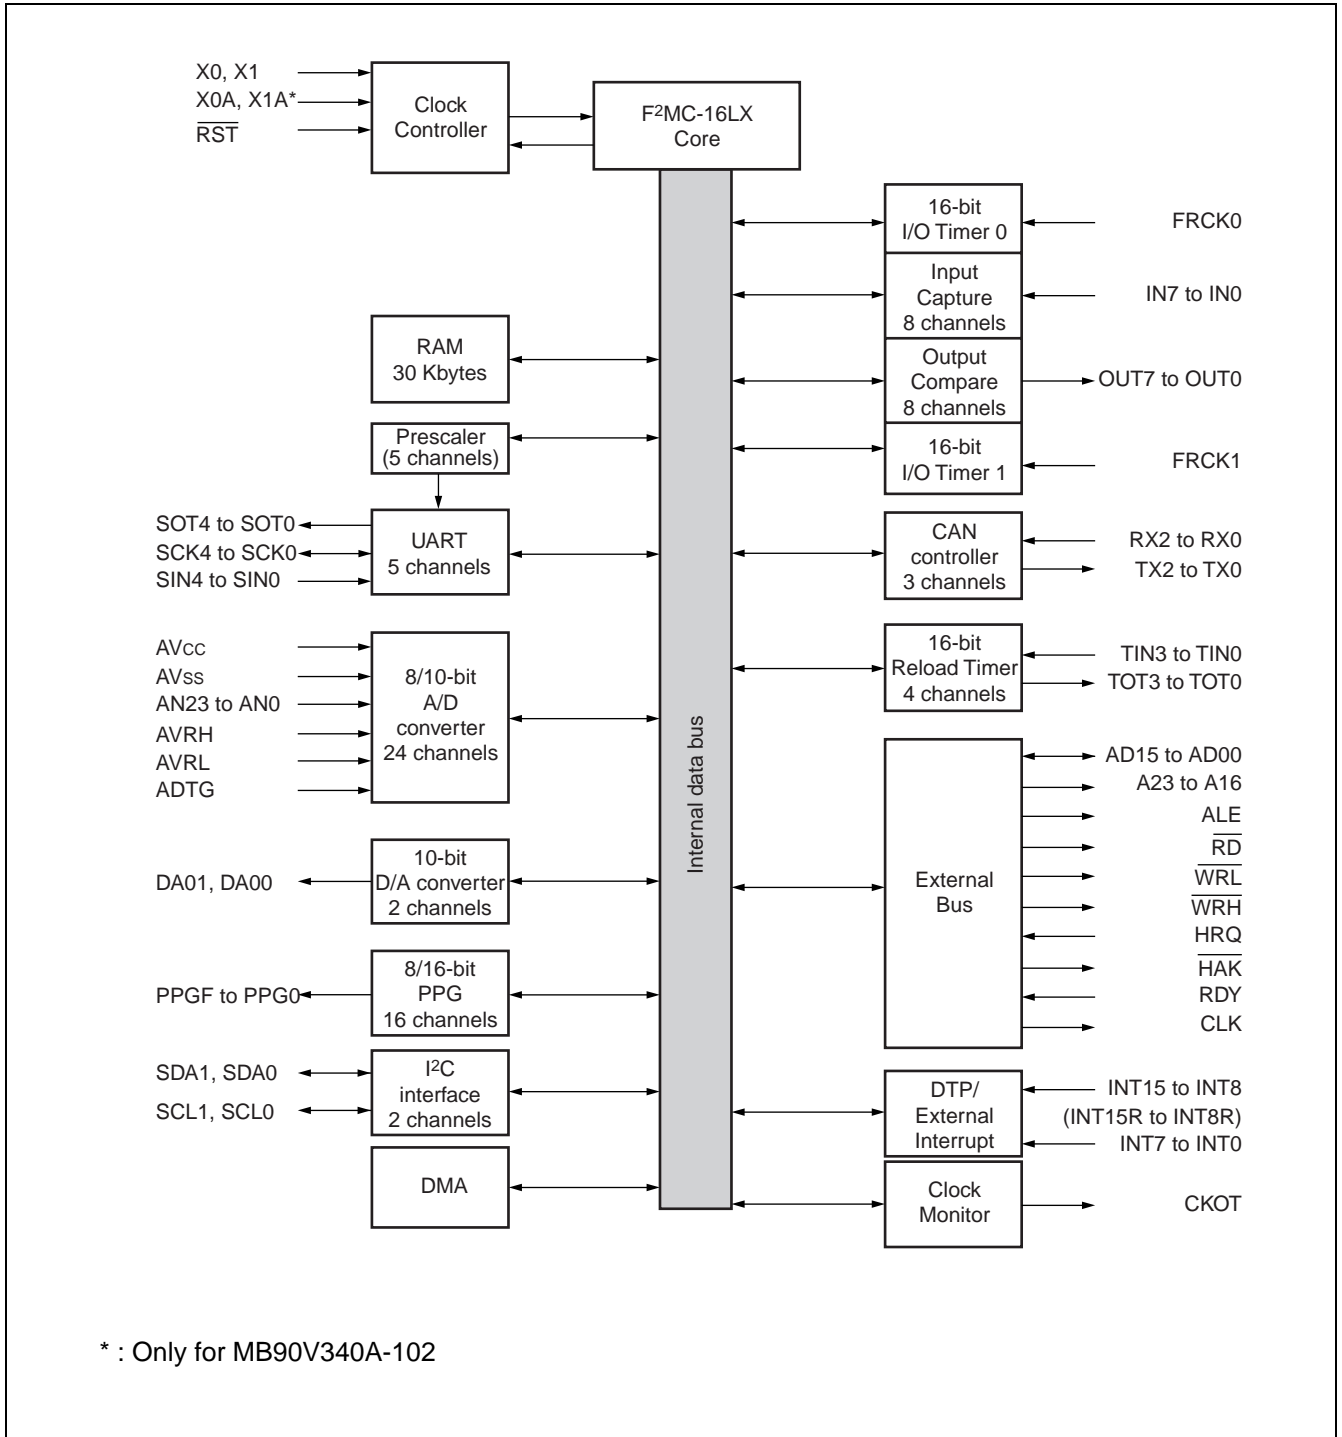 X0, X1
X0A, X1A*
RST
Clock
Controller
F2MC-16LX
Core
RAM
30 Kbytes
Prescaler
(5 channels)
SOT4 to SOT0
SCK4 to SCK0
SIN4 to SIN0
UART
5 channels
AVCC
AVSS
AN23 to AN0
AVRH
AVRL
ADTG
8/10-bit
A/D
converter
24 channels
DA01, DA00
10-bit
D/A converter
2 channels
PPGF to PPG0
8/16-bit
PPG
16 channels
SDA1, SDA0
SCL1, SCL0
I2C
interface
2 channels
DMA
Internal data bus
16-bit
I/O Timer 0
FRCK0
Input
Capture
8 channels
IN7 to IN0
Output
Compare
8 channels
OUT7 to OUT0
16-bit
I/O Timer 1
FRCK1
CAN
controller
3 channels
RX2 to RX0
TX2 to TX0
16-bit
Reload Timer
4 channels
TIN3 to TIN0
TOT3 to TOT0
External
Bus
AD15 to AD00
A23 to A16
ALE
RD
WRL
WRH
HRQ
HAK
RDY
CLK
DTP/
External
Interrupt
INT15 to INT8
(INT15R to INT8R)
INT7 to INT0
Clock
Monitor
CKOT
* : Only for MB90V340A-102